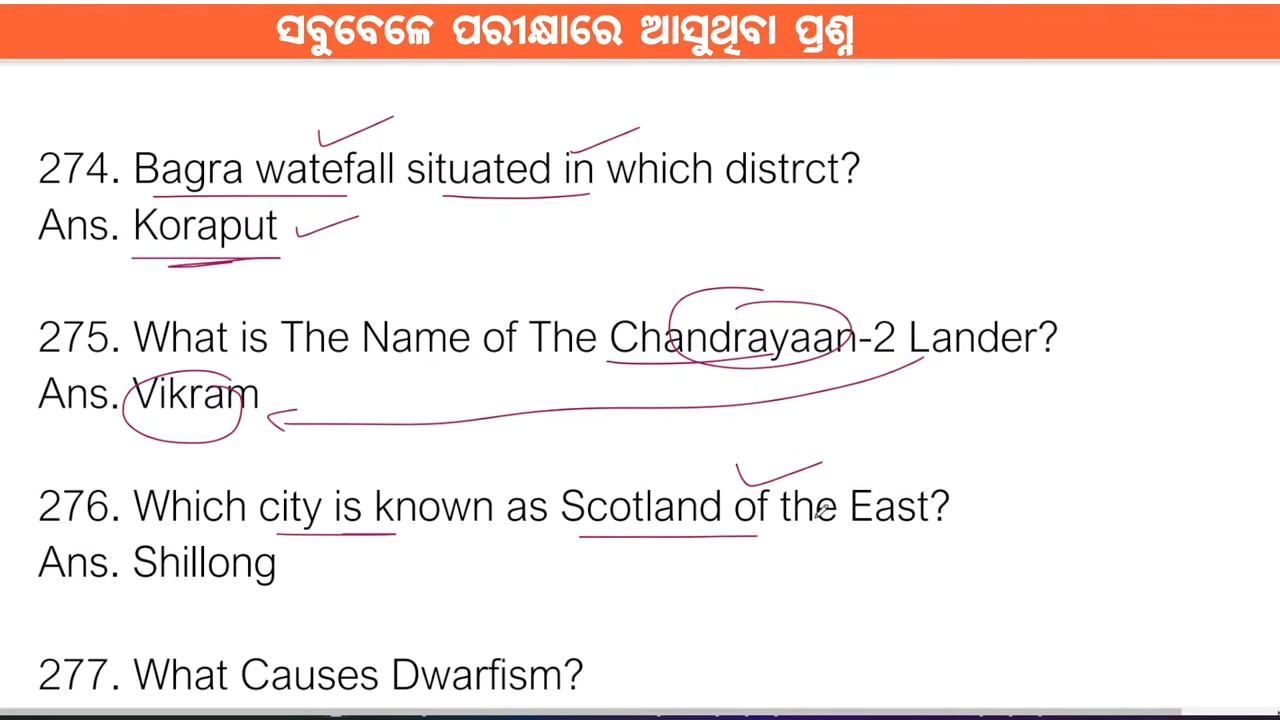 ସବୁବେଳେ ପରୀକ୍ଷାରେ ଆସୁଥିବା ପ୍ରଶ୍ନ
274. Bagra watefall situated in which distrct?
Ans. Koraput
275. What is The Name of The Chandrayaan-2 Lander?
Ans. Vikram
276. Which city is known as Scotland of the East?
Ans. Shillong
277. What Causes Dwarfism?